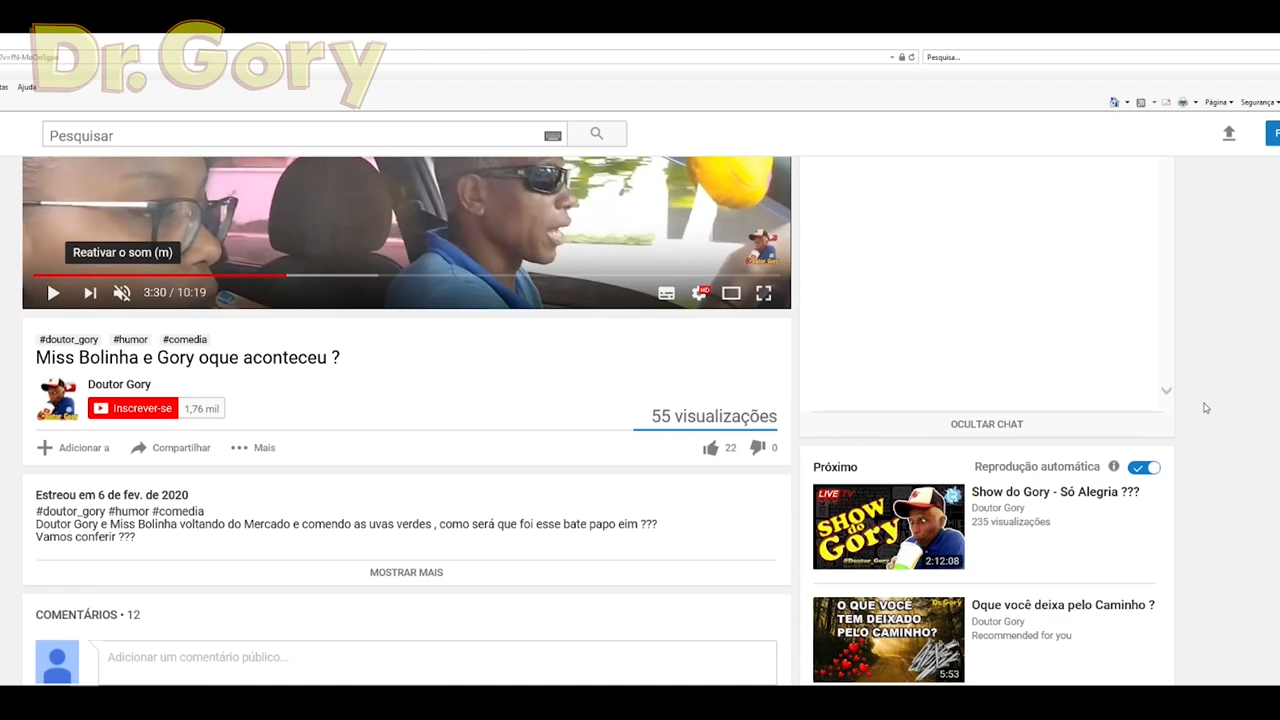 Dr. Gory
Pesquisa...
Ajuda
Página
Segurança
Pesquisar
Reativar o som (m)
3:30 / 10:19
HD
#doutor_gory #humor #comedia
Miss Bolinha e Gory oque aconteceu ?
Doutor Gory
Inscrever-se 1,76 mil
55 visualizações
Adicionar a Compartilhar Mais
22 0
Estreou em 6 de fev. de 2020
#doutor_gory #humor #comedia
Doutor Gory e Miss Bolinha voltando do Mercado e comendo as uvas verdes , como será que foi esse bate papo eim ???
Vamos conferir ???
MOSTRAR MAIS
COMENTÁRIOS • 12
Adicionar um comentário público...
OCULTAR CHAT
Próximo
Reprodução automática
LIVE TV
SHOW
do
GORY
#Doutor_Gory
2:12:08
Show do Gory - Só Alegria ???
Doutor Gory
235 visualizações
Dr.Gory
O QUE VOCÊ
TEM DEIXADO
PELO CAMINHO?
5:53
Oque você deixa pelo Caminho ?
Doutor Gory
Recommended for you